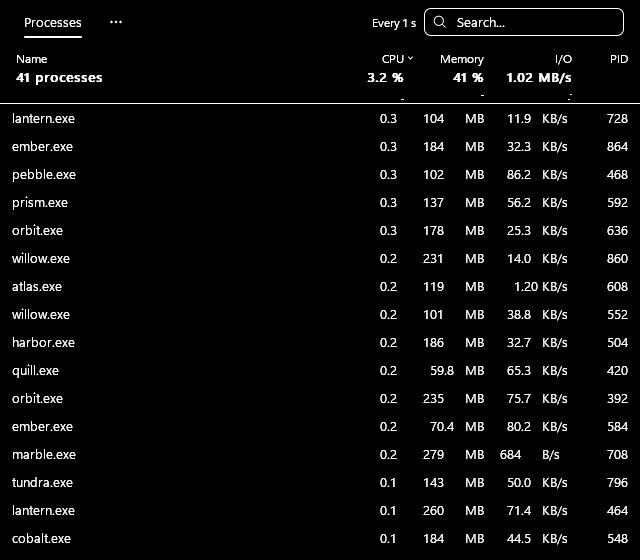 Processes ... Every 1 s Search...
Name CPU Memory I/O PID
41 processes 3.2 % 41 % 1.02 MB/s
lantern.exe 0.3 104 MB 11.9 KB/s 728
ember.exe 0.3 184 MB 32.3 KB/s 864
pebble.exe 0.3 102 MB 86.2 KB/s 468
prism.exe 0.3 137 MB 56.2 KB/s 592
orbit.exe 0.3 178 MB 25.3 KB/s 636
willow.exe 0.2 231 MB 14.0 KB/s 860
atlas.exe 0.2 119 MB 1.20 KB/s 608
willow.exe 0.2 101 MB 38.8 KB/s 552
harbor.exe 0.2 186 MB 32.7 KB/s 504
quill.exe 0.2 59.8 MB 65.3 KB/s 420
orbit.exe 0.2 235 MB 75.7 KB/s 392
ember.exe 0.2 70.4 MB 80.2 KB/s 584
marble.exe 0.2 279 MB 684 B/s 708
tundra.exe 0.1 143 MB 50.0 KB/s 796
lantern.exe 0.1 260 MB 71.4 KB/s 464
cobalt.exe 0.1 184 MB 44.5 KB/s 548